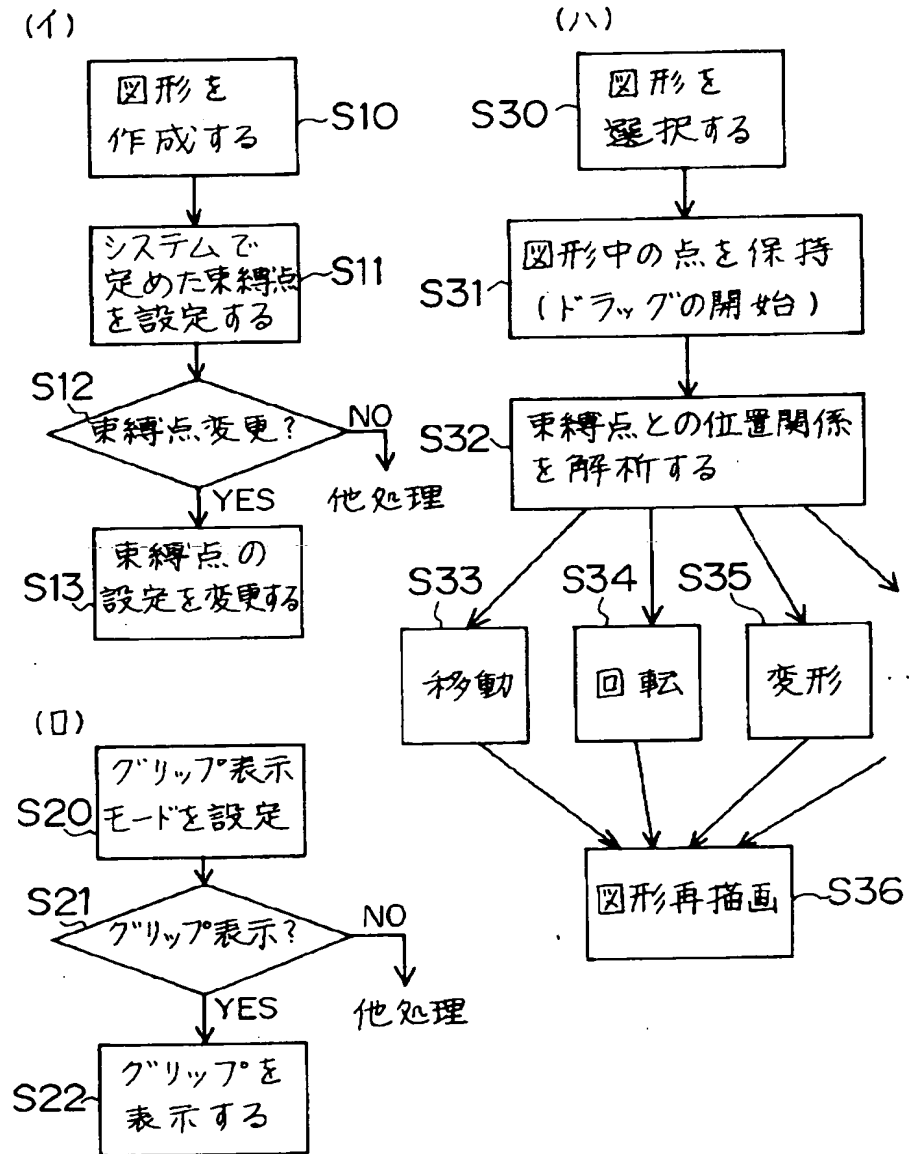 (イ)
図形を
作成する
S10
システムで
定めた束縛点
を設定する
S11
S12
束縛点変更?
NO
他処理
YES
束縛点の
設定を変更する
S13
(ロ)
グリップ表示
モードを設定
S20
S21
グリップ表示?
NO
他処理
YES
グリップを
表示する
S22
(ハ)
S30
図形を
選択する
S31
図形中の点を保持
(ドラッグの開始)
S32
束縛点との位置関係
を解析する
S33
移動
S34
回転
S35
変形
‥
図形再描画
S36